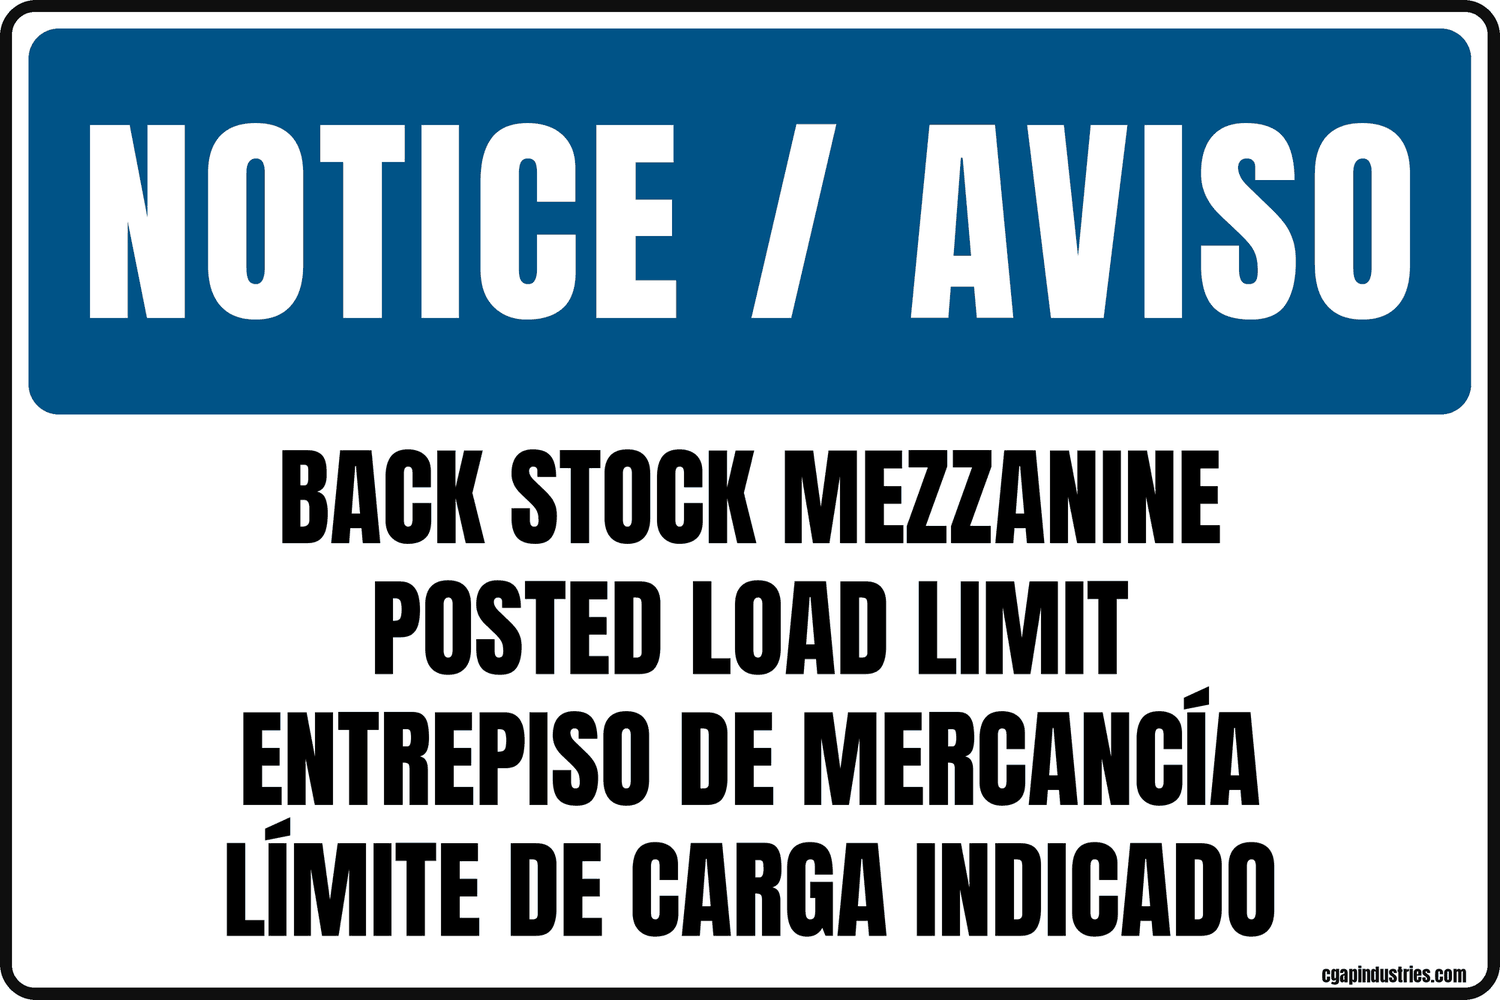 NOTICE / AVISO
BACK STOCK MEZZANINE
POSTED LOAD LIMIT
ENTREPISO DE MERCANCÍA
LÍMITE DE CARGA INDICADO
cgapindustries.com